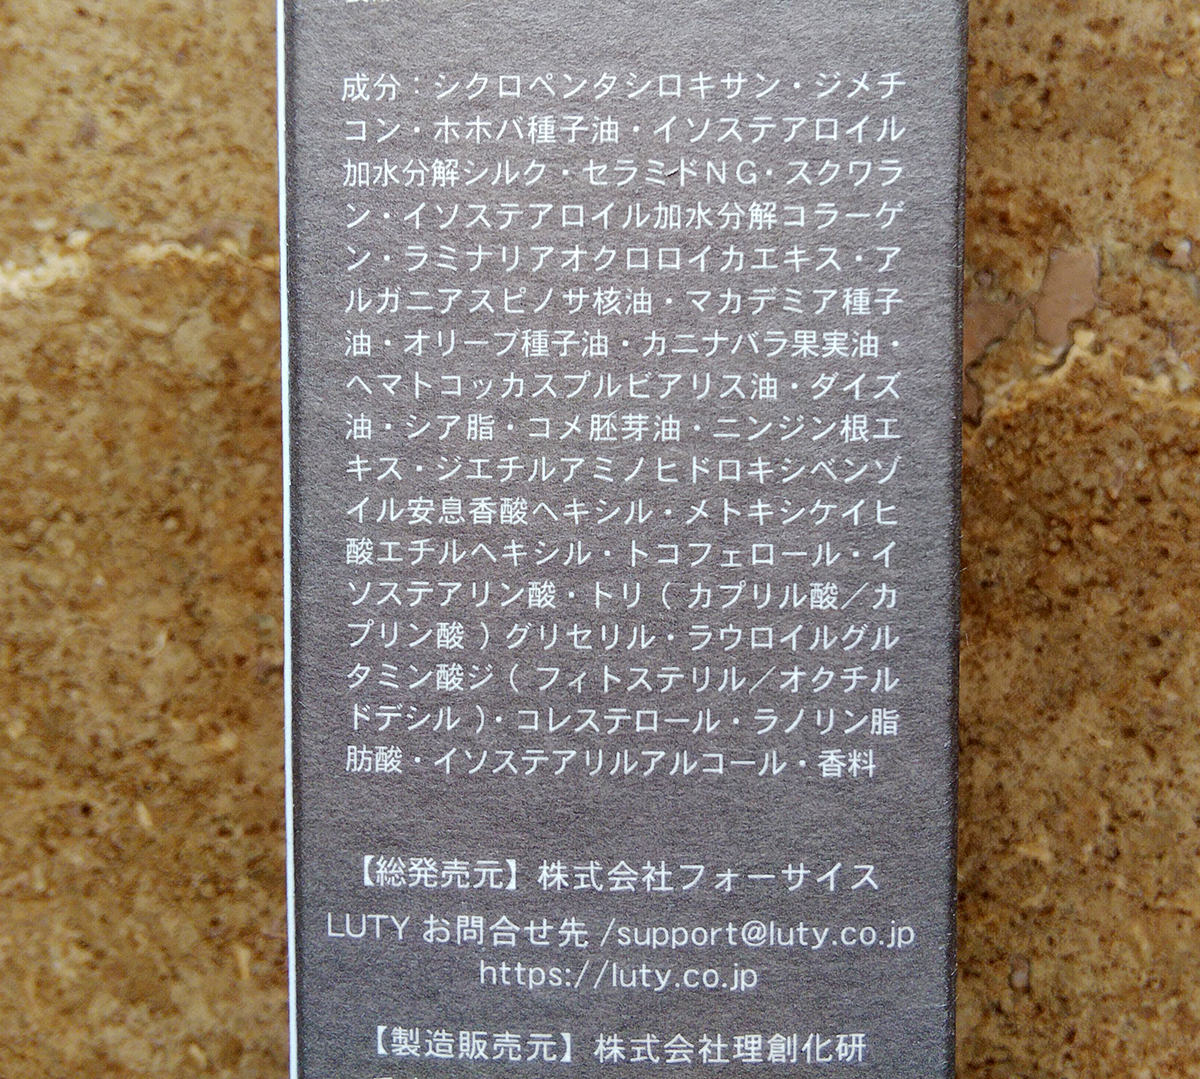 成分：シクロペンタシロキサン・ジメチ
コン・ホホバ種子油・イソステアロイル
加水分解シルク・セラミドＮＧ・スクワラ
ン・イソステアロイル加水分解コラーゲ
ン・ラミナリアオクロロイカエキス・ア
ルガニアスピノサ核油・マカデミア種子
油・オリーブ種子油・カニナバラ果実油・
ヘマトコッカスプルビアリス油・ダイズ
油・シア脂・コメ胚芽油・ニンジン根エ
キス・ジエチルアミノヒドロキシベンゾ
イル安息香酸ヘキシル・メトキシケイヒ
酸エチルヘキシル・トコフェロール・イ
ソステアリン酸・トリ（カプリル酸／カ
プリン酸）グリセリル・ラウロイルグル
タミン酸ジ（フィトステリル／オクチル
ドデシル）・コレステロール・ラノリン脂
肪酸・イソステアリルアルコール・香料
【総発売元】株式会社フォーサイス
LUTY お問合せ先 /support@luty.co.jp
https://luty.co.jp
【製造販売元】株式会社理創化研